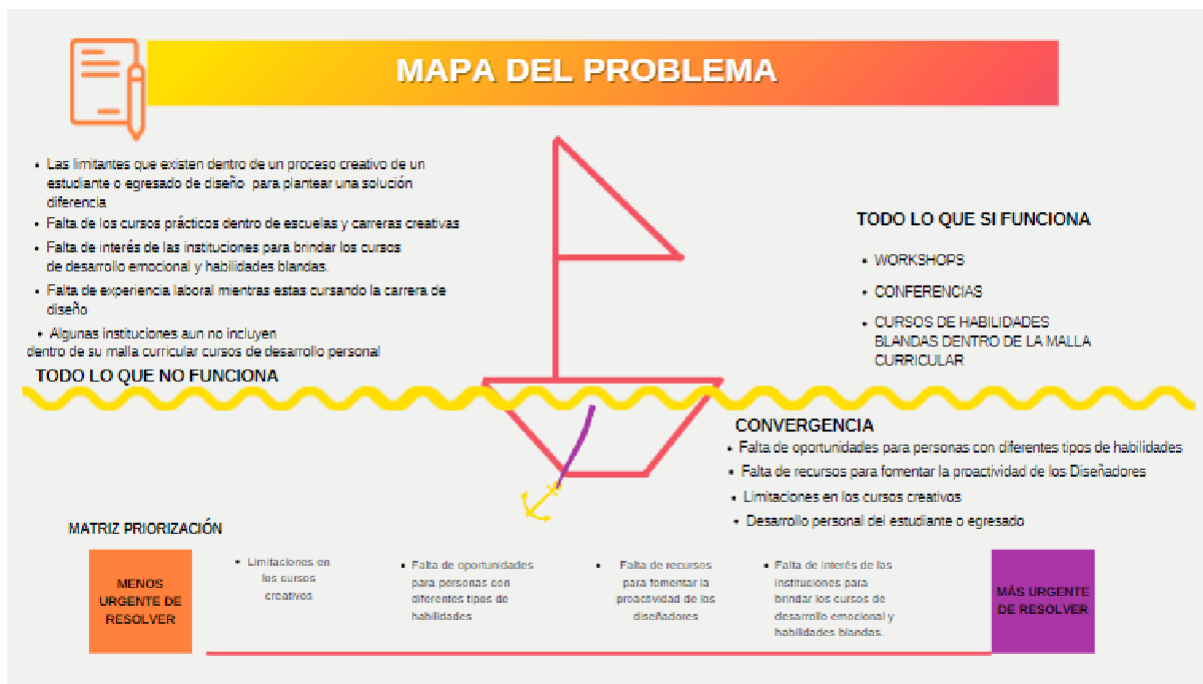 MAPA DEL PROBLEMA
• Las limitantes que existen dentro de un proceso creativo de un
estudiante o egresado de diseño para plantear una solución
diferencia
• Falta de los cursos prácticos dentro de escuelas y carreras creativas
• Falta de interés de las instituciones para brindar los cursos
de desarrollo emocional y habilidades blandas.
• Falta de experiencia laboral mientras estas cursando la carrera de
diseño
• Algunas instituciones aun no incluyen
dentro de su malla curricular cursos de desarrollo personal
TODO LO QUE NO FUNCIONA
TODO LO QUE SI FUNCIONA
• WORKSHOPS
• CONFERENCIAS
• CURSOS DE HABILIDADES
BLANDAS DENTRO DE LA MALLA
CURRICULAR
CONVERGENCIA
• Falta de oportunidades para personas con diferentes tipos de habilidades
• Falta de recursos para fomentar la proactividad de los Diseñadores
• Limitaciones en los cursos creativos
• Desarrollo personal del estudiante o egresado
MATRIZ PRIORIZACIÓN
MENOS
URGENTE DE
RESOLVER
• Limitaciones en
los cursos
creativos
• Falta de oportunidades
para personas con
diferentes tipos de
habilidades
• Falta de recursos
para fomentar la
proactividad de los
diseñadores
• Falta de interés de las
instituciones para
brindar los cursos de
desarrollo emocional y
habilidades blandas.
MÁS URGENTE
DE RESOLVER